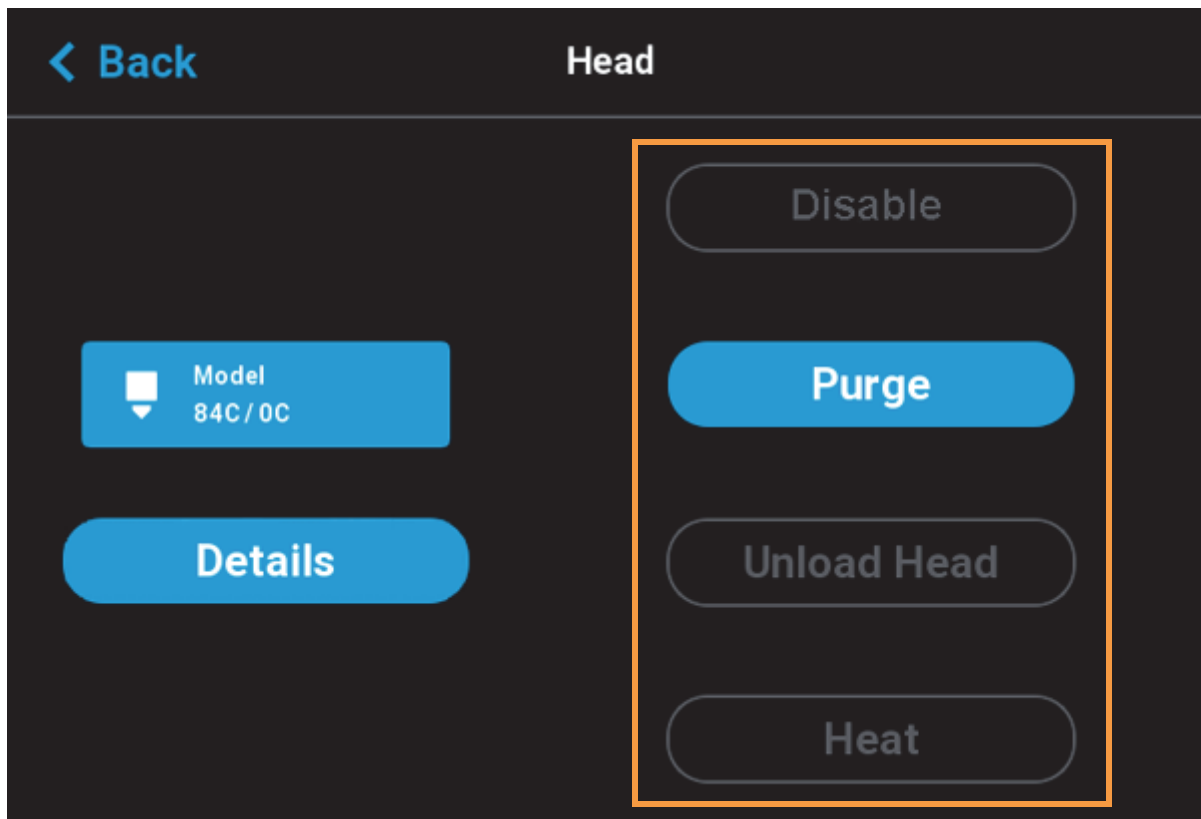 Back
Head
Disable
Model
84C/0C
Purge
Details
Unload Head
Heat